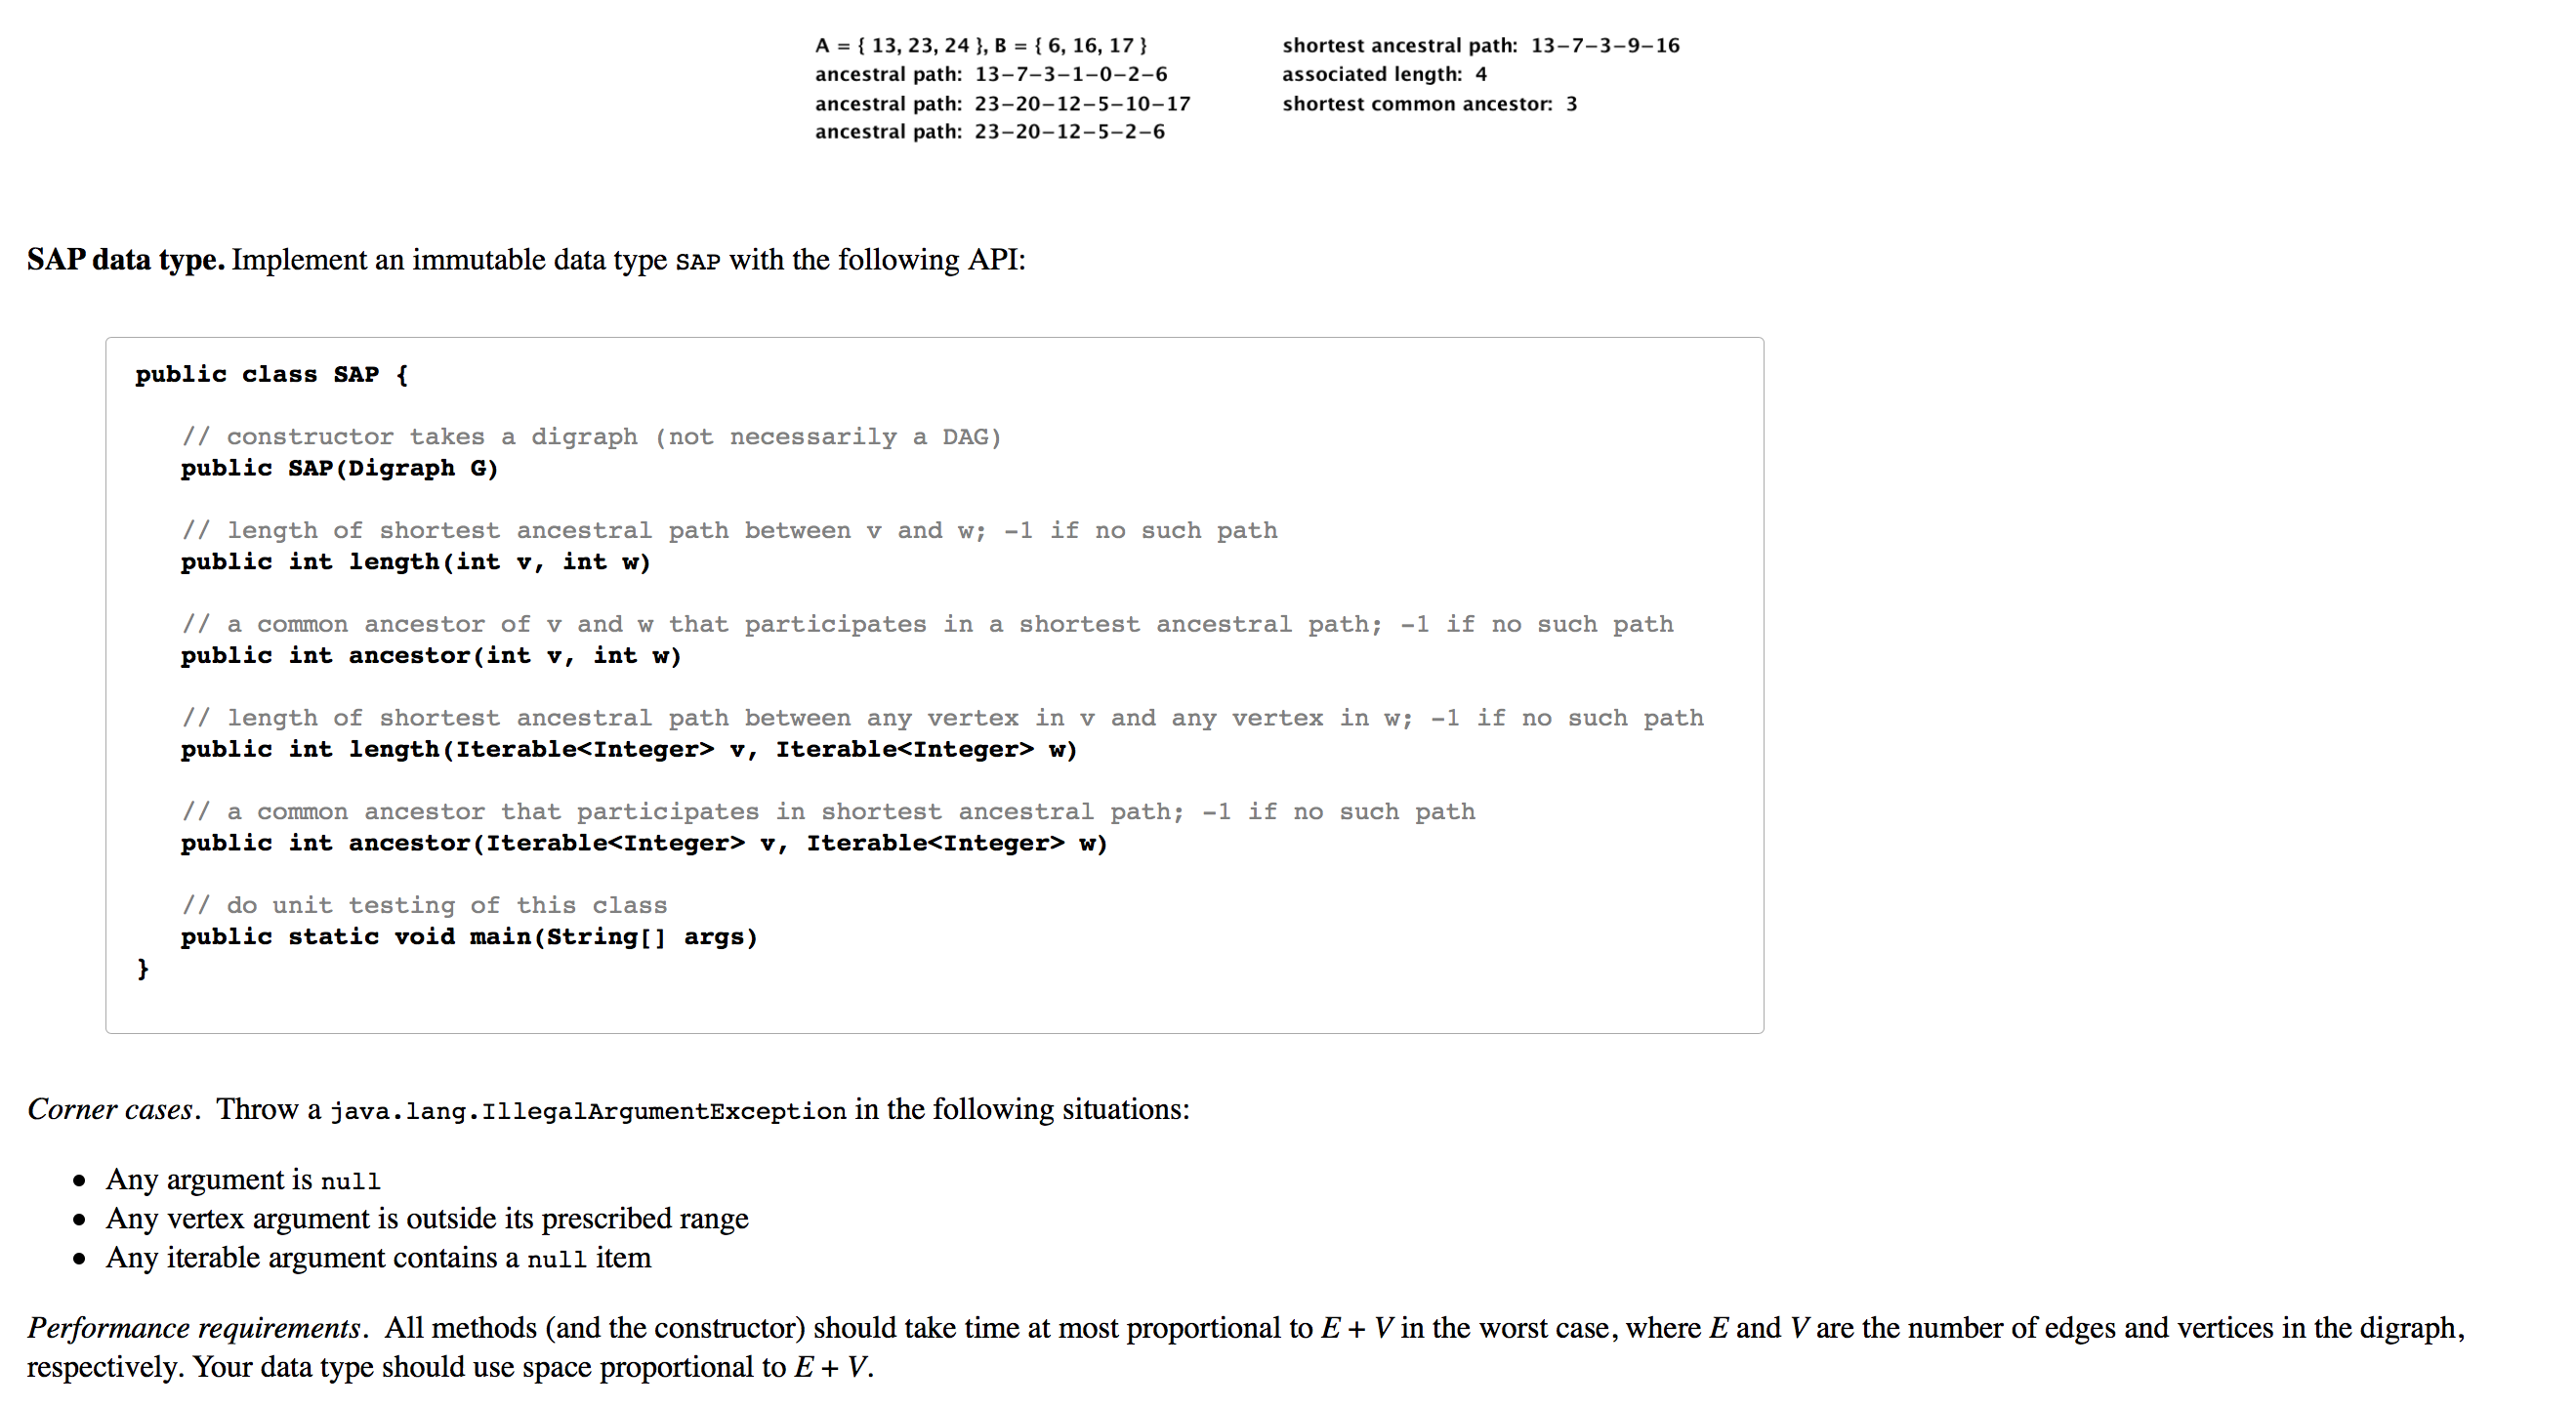 A = { 13, 23, 24 }, B = { 6, 16, 17 }
ancestral path: 13–7–3–1–0–2–6
ancestral path: 23–20–12–5–10–17
ancestral path: 23–20–12–5–2–6
shortest ancestral path: 13–7–3–9–16
associated length: 4
shortest common ancestor: 3
SAP data type. Implement an immutable data type SAP with the following API:
public class SAP {
// constructor takes a digraph (not necessarily a DAG)
public SAP(Digraph G)
// length of shortest ancestral path between v and w; -1 if no such path
public int length(int v, int w)
// a common ancestor of v and w that participates in a shortest ancestral path; -1 if no such path
public int ancestor(int v, int w)
// length of shortest ancestral path between any vertex in v and any vertex in w; -1 if no such path
public int length(Iterable<Integer> v, Iterable<Integer> w)
// a common ancestor that participates in shortest ancestral path; -1 if no such path
public int ancestor(Iterable<Integer> v, Iterable<Integer> w)
// do unit testing of this class
public static void main(String[] args)
}
Corner cases. Throw a java.lang.IllegalArgumentException in the following situations:
• Any argument is null
• Any vertex argument is outside its prescribed range
• Any iterable argument contains a null item
Performance requirements. All methods (and the constructor) should take time at most proportional to E + V in the worst case, where E and V are the number of edges and vertices in the digraph,
respectively. Your data type should use space proportional to E + V.